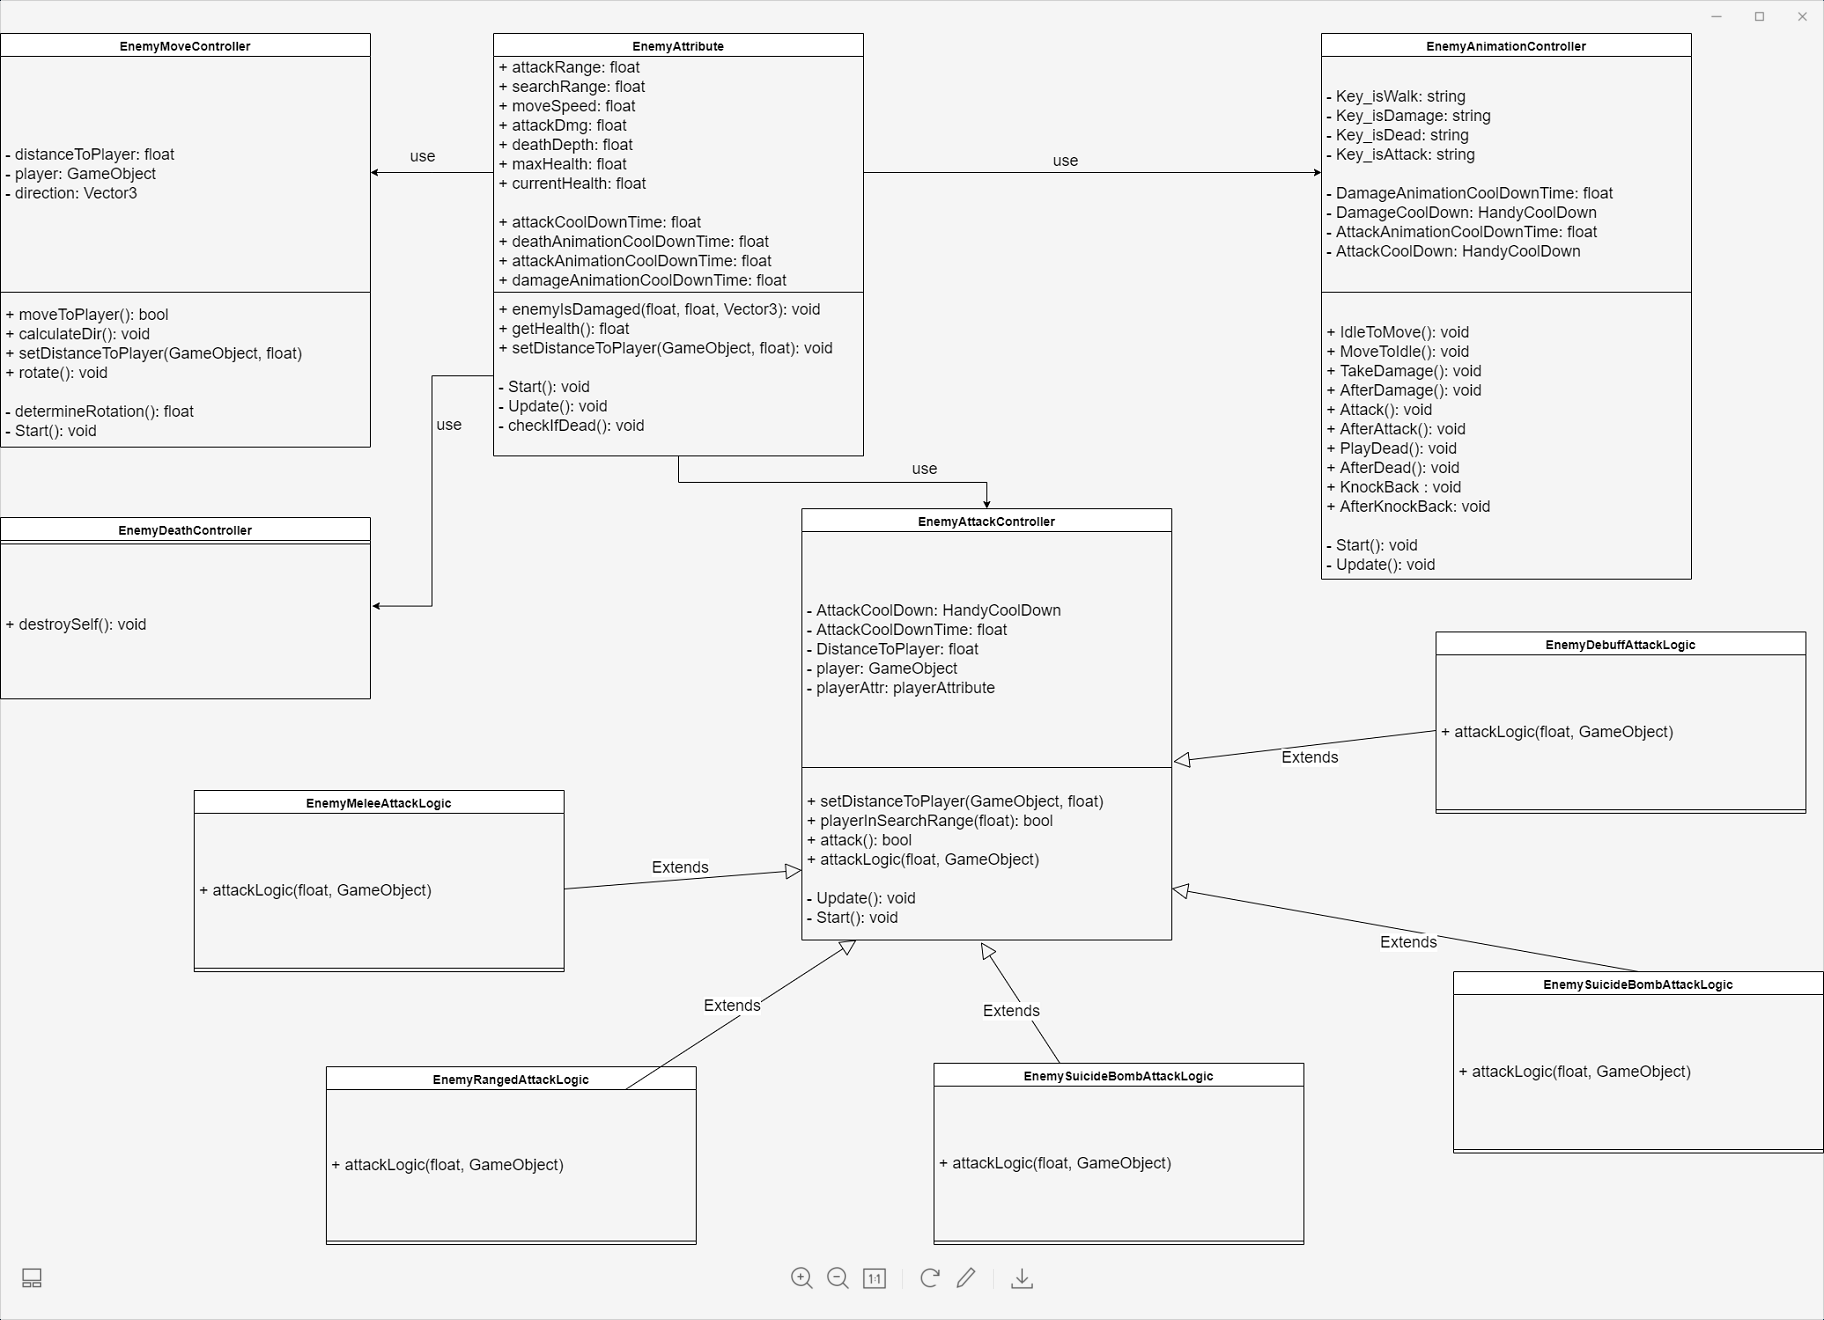 EnemyMoveController
- distanceToPlayer: float
- player: GameObject
- direction: Vector3
+ moveToPlayer(): bool
+ calculateDir(): void
+ setDistanceToPlayer(GameObject, float)
+ rotate(): void
- determineRotation(): float
- Start(): void
use
EnemyAttribute
+ attackRange: float
+ searchRange: float
+ moveSpeed: float
+ attackDmg: float
+ deathDepth: float
+ maxHealth: float
+ currentHealth: float
+ attackCoolDownTime: float
+ deathAnimationCoolDownTime: float
+ attackAnimationCoolDownTime: float
+ damageAnimationCoolDownTime: float
+ enemyIsDamaged(float, float, Vector3): void
+ getHealth(): float
+ setDistanceToPlayer(GameObject, float): void
- Start(): void
- Update(): void
- checkIfDead(): void
use
EnemyAnimationController
- Key_isWalk: string
- Key_isDamage: string
- Key_isDead: string
- Key_isAttack: string
- DamageAnimationCoolDownTime: float
- DamageCoolDown: HandyCoolDown
- AttackAnimationCoolDownTime: float
- AttackCoolDown: HandyCoolDown
+ IdleToMove(): void
+ MoveToIdle(): void
+ TakeDamage(): void
+ AfterDamage(): void
+ Attack(): void
+ AfterAttack(): void
+ PlayDead(): void
+ AfterDead(): void
+ KnockBack : void
+ AfterKnockBack: void
- Start(): void
- Update(): void
use
use
EnemyDeathController
+ destroySelf(): void
EnemyAttackController
- AttackCoolDown: HandyCoolDown
- AttackCoolDownTime: float
- DistanceToPlayer: float
- player: GameObject
- playerAttr: playerAttribute
+ setDistanceToPlayer(GameObject, float)
+ playerInSearchRange(float): bool
+ attack(): bool
+ attackLogic(float, GameObject)
- Update(): void
- Start(): void
EnemyDebuffAttackLogic
+ attackLogic(float, GameObject)
Extends
EnemyMeleeAttackLogic
+ attackLogic(float, GameObject)
Extends
Extends
EnemySuicideBombAttackLogic
+ attackLogic(float, GameObject)
Extends
Extends
EnemyRangedAttackLogic
+ attackLogic(float, GameObject)
EnemySuicideBombAttackLogic
+ attackLogic(float, GameObject)
1:1